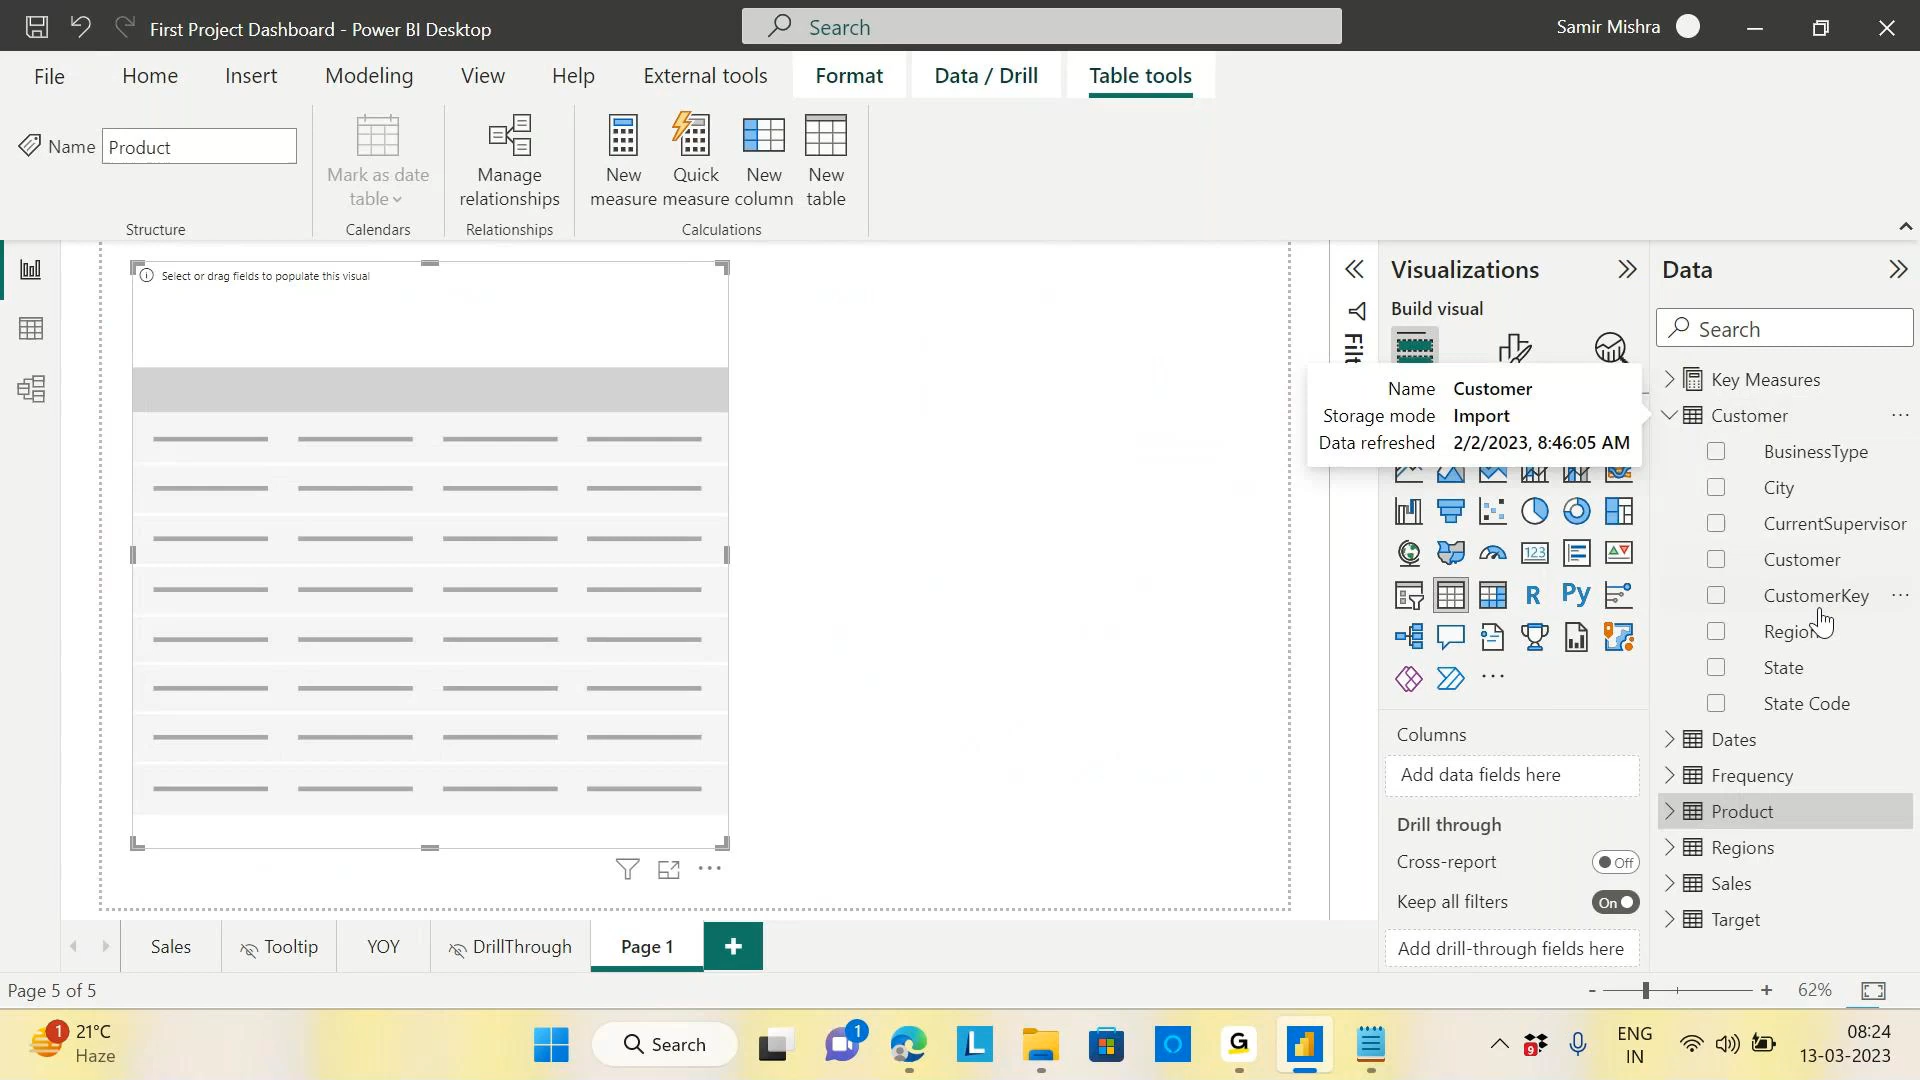 First Project Dashboard - Power BI Desktop
Search
Samir Mishra
File
Home
Insert
Modeling
View
Help
External tools
Format
Data / Drill
Table tools
Name
Product
Mark as date
table
Manage
relationships
New
measure
Quick
measure
New
column
New
table
Structure
Calendars
Relationships
Calculations
Select or drag fields to populate this visual
Visualizations
Data
Build visual
Search
Name Customer
Storage mode Import
Data refreshed 2/2/2023, 8:46:05 AM
Key Measures
Customer
BusinessType
City
CurrentSupervisor
Customer
CustomerKey
Region
State
State Code
Dates
Frequency
Product
Regions
Sales
Target
123
R
Py
Columns
Add data fields here
Drill through
Cross-report
Off
Keep all filters
On
Add drill-through fields here
Sales
Tooltip
YOY
DrillThrough
Page 1
Page 5 of 5
62%
1
21°C
Haze
Search
1
L
G
9
ENG
IN
08:24
13-03-2023